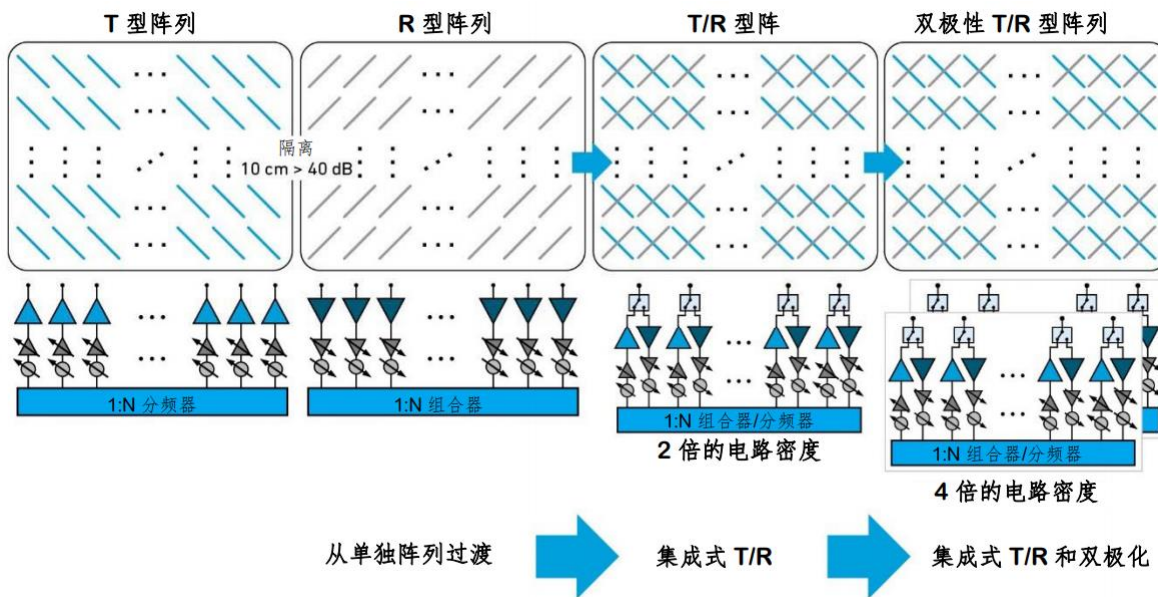 T 型阵列
R 型阵列
T/R 型阵
双极性 T/R 型阵列
隔离
10 cm > 40 dB
1:N 分频器
1:N 组合器
1:N 组合器/分频器
2 倍的电路密度
1:N 组合器/分频器
4 倍的电路密度
从单独阵列过渡
集成式 T/R
集成式 T/R 和双极化